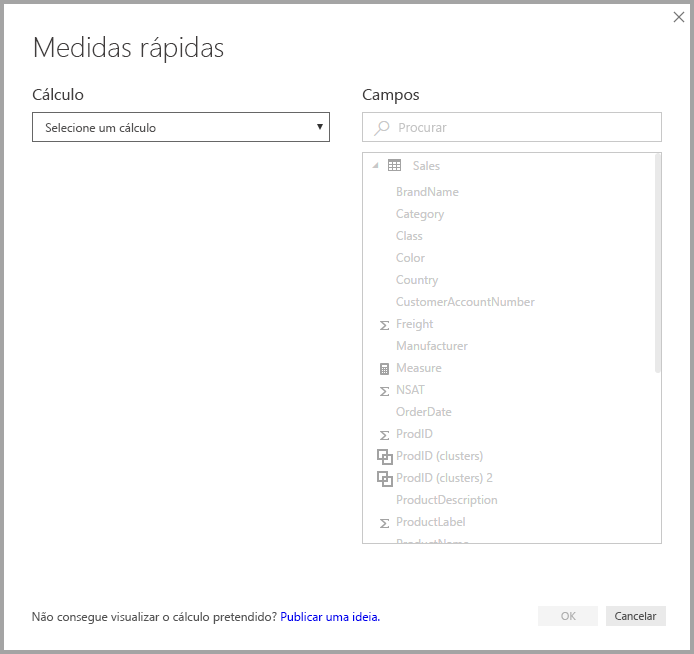 Medidas rápidas
Cálculo
Selecione um cálculo
Campos
Procurar
Sales
BrandName
Category
Class
Color
Country
CustomerAccountNumber
Freight
Manufacturer
Measure
NSAT
OrderDate
ProdID
ProdID (clusters)
ProdID (clusters) 2
ProductDescription
ProductLabel
ProductName
Não consegue visualizar o cálculo pretendido? Publicar uma ideia.
OK
Cancelar